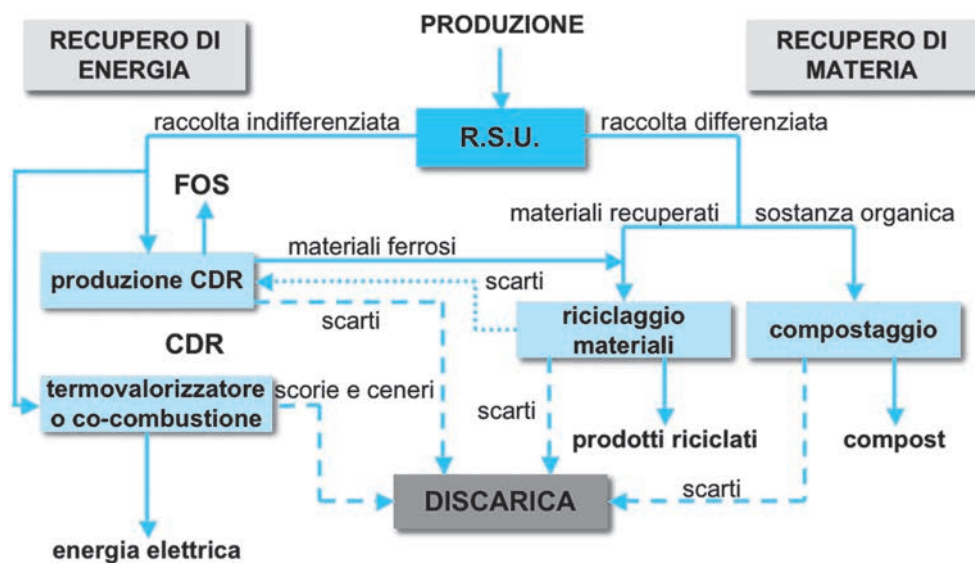 PRODUZIONE
RECUPERO DI
ENERGIA
RECUPERO DI
MATERIA
raccolta indifferenziata
R.S.U.
raccolta differenziata
FOS
materiali recuperati
sostanza organica
materiali ferrosi
produzione CDR
scarti
scarti
riciclaggio
materiali
compostaggio
CDR
termovalorizzatore
o co-combustione
scorie e ceneri
scarti
prodotti riciclati
compost
DISCARICA
scarti
energia elettrica